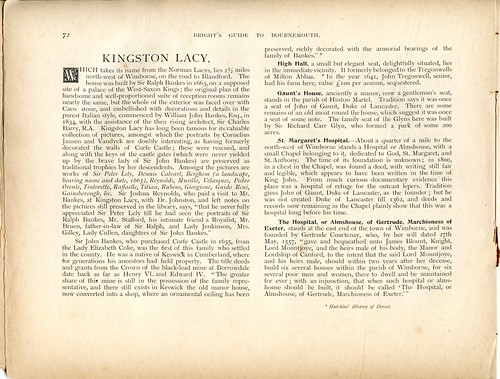 72
BRIGHT'S GUIDE TO BOURNEMOUTH.
KINGSTON LACY,
WHICH takes its name from the Norman Lacys, lies 2½ miles
north-west of Wimborne, on the road to Blandford. The
house was built by Sir Ralph Bankes in 1663, on a supposed
site of a palace of the West-Saxon Kings; the original plan of the
handsome and well-proportioned suite of reception rooms remains
nearly the same, but the whole of the exterior was faced over with
Caen stone, and embellished with decorations and details in the
purest Italian style, commenced by William John Bankes, Esq., in
1834, with the assistance of the then rising architect, Sir Charles
Barry, R.A. Kingston Lacy has long been famous for its valuable
collection of pictures, amongst which the portraits by Cornelius
Jansen and Vandyck are doubly interesting, as having formerly
decorated the walls of Corfe Castle; these were rescued, and
along with the keys of the castle gates which were never yielded
up by the brave lady of Sir John Bankes) are preserved as
traditional trophies by her descendants. Amongst the pictures are
works of Sir Peter Lely, Dennis Calvert, Berghem (a landscape,
bearing name and date, 1655), Reynolds, Murillo, Velasquez, Pedro
Orrente, Tintoretto, Raffaelle, Titian, Rubens, Giorgione, Guido Reni,
Gainsborough, &c. Sir Joshua Reynolds, who paid a visit to Mr.
Bankes, at Kingston Lacy, with Dr. Johnston, and left notes on
the pictures still preserved in the library, says, "that he never fully
appreciated Sir Peter Lely till he had seen the portraits of Sir
Ralph Bankes, Mr. Stafford, his intimate friend a Royalist, Mr.
Bruen, father-in-law of Sir Ralph, and Lady Jenkinson, Mrs.
Gilley, Lady Cullen, daughters of Sir John Bankes."
Sir John Bankes, who purchased Corfe Castle in 1635, from
the Lady Elizabeth Coke, was the first of this family who settled
in the county. He was a native of Keswick in Cumberland, where
for generations his ancestors had held property. The title deeds
and grants from the Crown of the black-lead mine at Borrowdale
date back as far as Henry VI. and Edward IV. "The greater
share of this mine is still in the possession of the family repre-
sentative, and there still exists in Keswick the old manor house,
now converted into a shop, where an ornamental ceiling has been
preserved, richly decorated with the armorial bearings of the
family of Bankes." *
High Hall, a small but elegant seat, delightfully situated, lies
in the immediate vicinity. It formerly belonged to the Tregonwells
of Milton Abbas. "In the year 1641, John Tregonwell, senior,
had his farm here, value £100 per annum, sequestered.
Gaunt's House, anciently a manor, now a gentleman's seat,
stands in the parish of Hinton Martel. Tradition says it was once
a seat of John of Gaunt, Duke of Lancaster. There are some
remains of an old moat round the house, which suggest it was once
a seat of some note. The family seat of the Glyns here was built
by Sir Richard Carr Glyn, who formed a park of some 200
acres.
St. Margaret's Hospital.—About a quarter of a mile to the
north-west of Wimborne stands a Hospital or Almshouse, with a
small Chapel belonging to it, dedicated to God, St. Margaret, and
St. Anthony. The time of its foundation is unknown; in 1800,
in a chest in the Chapel, was found a deed, with writing still fair
and legible, which appears to have been written in the time of
King John. From much curious documentary evidence this
place was a hospital of refuge for the outcast lepers. Tradition
gives John of Gaunt, Duke of Lancaster, as its founder; but he
was not created Duke of Lancaster till 1362, and deeds and
records now remaining in the Chapel plainly show that this was a
hospital long before his time.
The Hospital, or Almshouse, of Gertrude, Marchioness of
Exeter, stands at the east end of the town of Wimborne, and was
founded by Gertrude Courtenay, who, by her will dated 27th
May, 1557, "gave and bequeathed unto James Blount, Knight,
Lord Mountjoye, and the heirs male of his body, the Manor and
Lordship of Canford, to the intent that the said Lord Mountjoye,
and his heirs male, should within two years after her decease,
build six several houses within the parish of Wimborne, for six
several poor men and women, there to dwell and be maintained
for ever; with an injunction, that when such hospital or alms-
house should be built, it should be called 'The Hospital, or
Almshouse, of Gertrude, Marchioness of Exeter.'"
* Hutchins' History of Dorset.